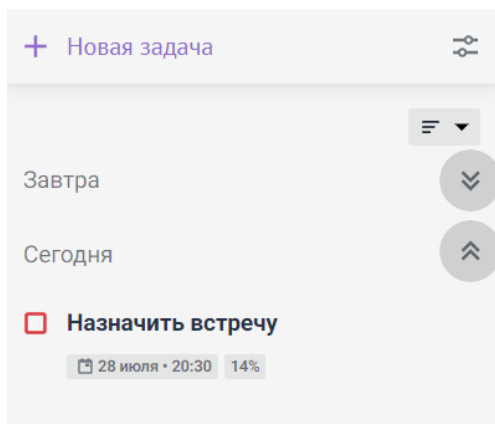 Новая задача
Завтра
Сегодня
Назначить встречу
28 июля • 20:30 14%